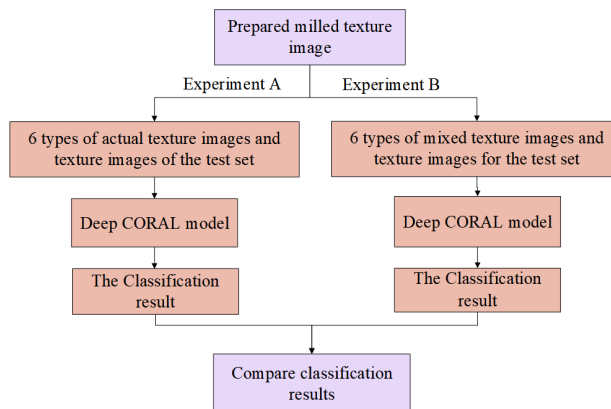 Prepared milled texture
image
Experiment A
Experiment B
6 types of actual texture images and
texture images of the test set
6 types of mixed texture images and
texture images for the test set
Deep CORAL model
Deep CORAL model
The Classification
result
The Classification
result
Compare classification
results